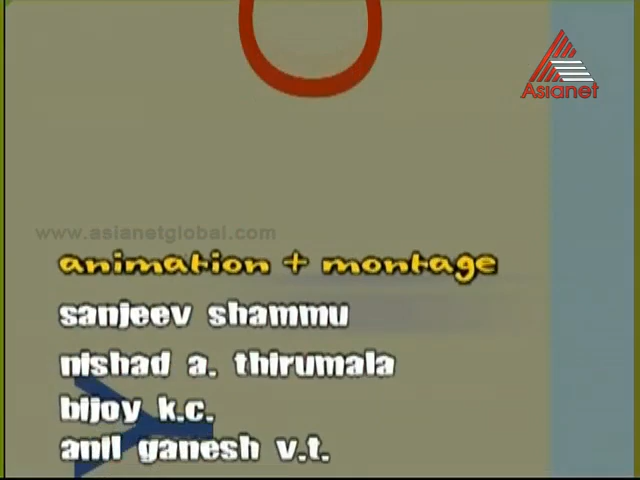 Asianet
www.asianetglobal.com
animation + montage
sanjeev shammu
nishad a. thirumala
bijoy k.c.
anil ganesh v.t.